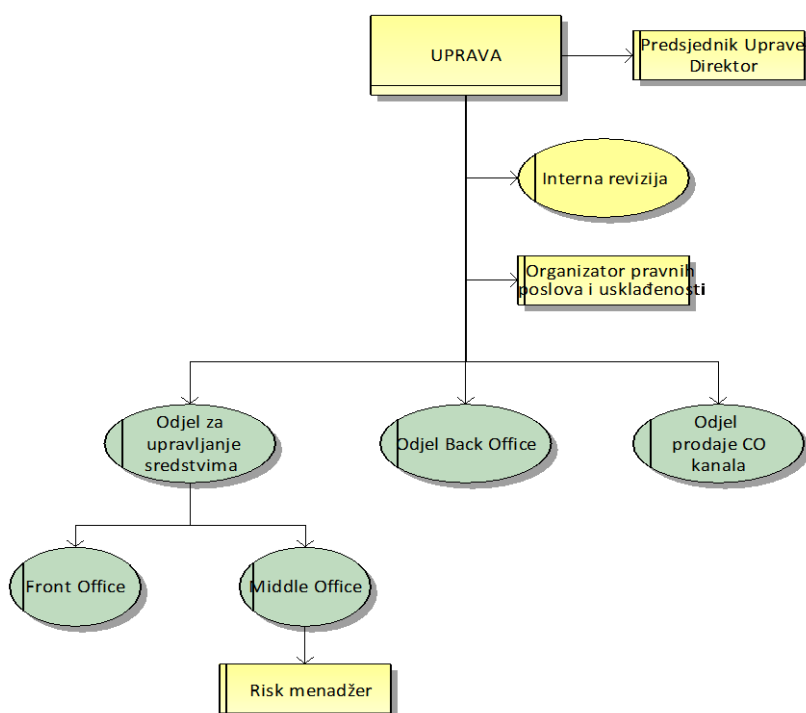 UPRAVA
Predsjednik Uprave
Direktor
Interna revizija
Organizator pravnih
poslova i usklađenosti
Odjel za
upravljanje
sredstvima
Odjel Back Office
Odjel
prodaje CO
kanala
Front Office
Middle Office
Risk menadžer